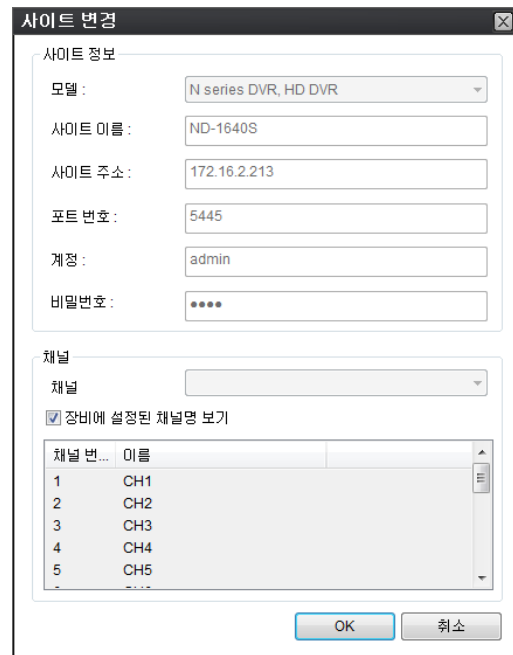 사이트 변경
사이트 정보
모델 : N series DVR, HD DVR
사이트 이름 : ND-1640S
사이트 주소 : 172.16.2.213
포트 번호 : 5445
계정 : admin
비밀번호 : ●●●●
채널
채널
장비에 설정된 채널명 보기
채널 번... 이름
1 CH1
2 CH2
3 CH3
4 CH4
5 CH5
OK 취소